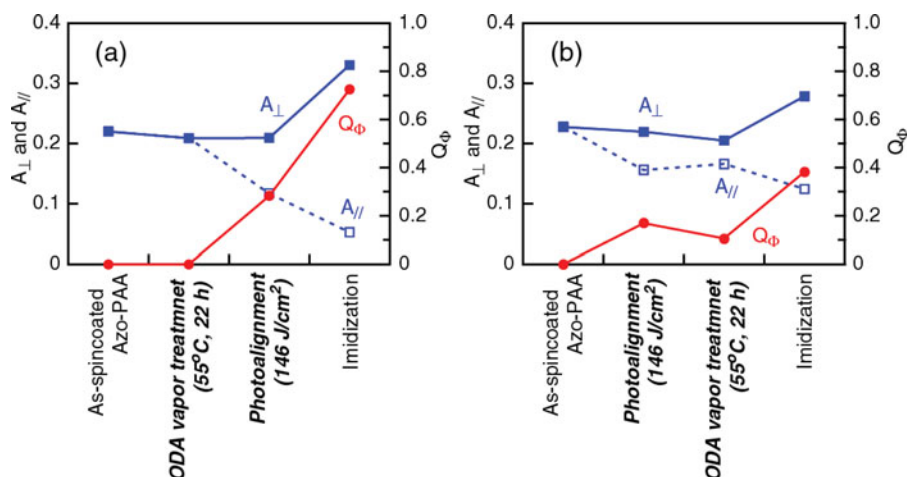 (a)
0.4
0.3
0.2
0.1
0
A⊥ and A//
1.0
0.8
0.6
0.4
0.2
0
QΦ
A⊥
QΦ
A//
As-spincoated
Azo-PAA
ODA vapor treatmnet
(55°C, 22 h)
Photoalignment
(146 J/cm²)
Imidization
(b)
0.4
0.3
0.2
0.1
0
A⊥ and A//
1.0
0.8
0.6
0.4
0.2
0
QΦ
A⊥
A//
QΦ
As-spincoated
Azo-PAA
Photoalignment
(146 J/cm²)
ODA vapor treatmnet
(55°C, 22 h)
Imidization